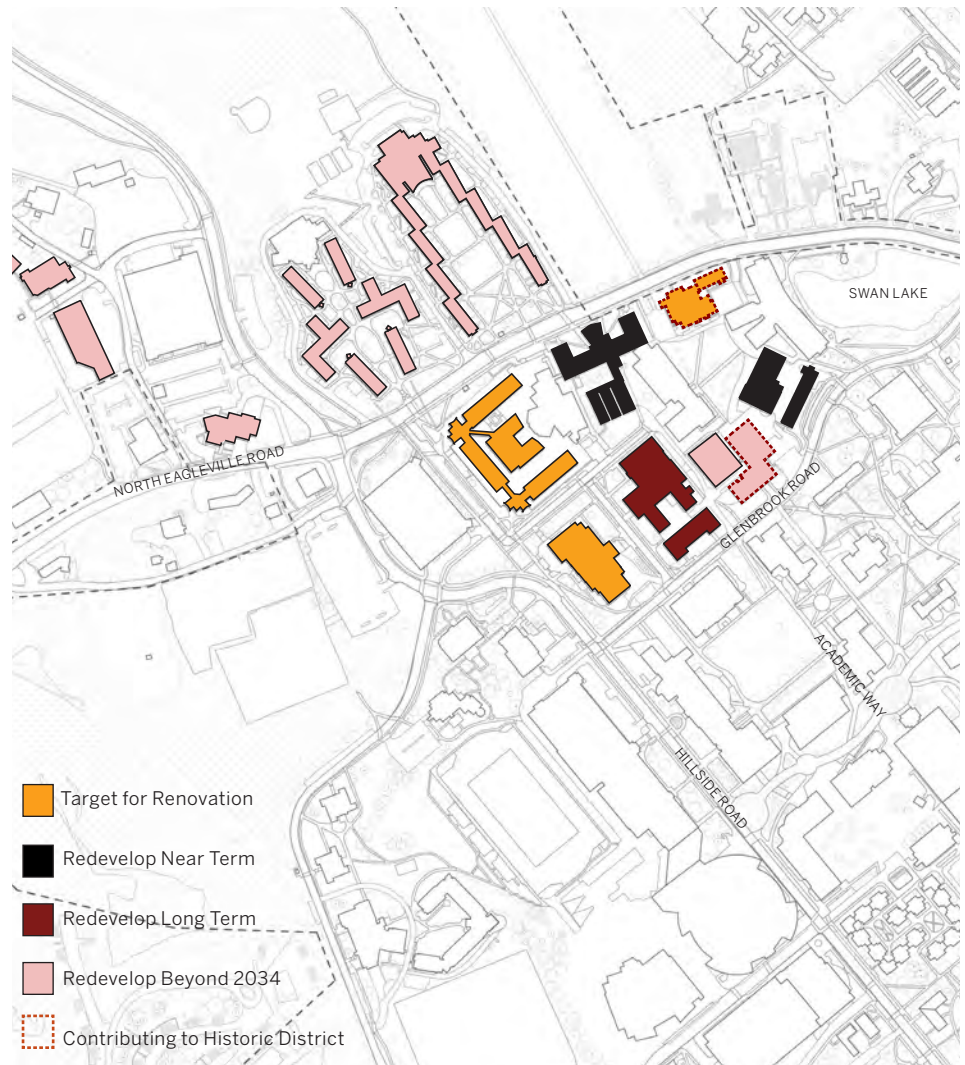 SWAN LAKE
NORTH EAGLEVILLE ROAD
GLENBROOK ROAD
ACADEMIC WAY
HILLSIDE ROAD
Target for Renovation
Redevelop Near Term
Redevelop Long Term
Redevelop Beyond 2034
Contributing to Historic District